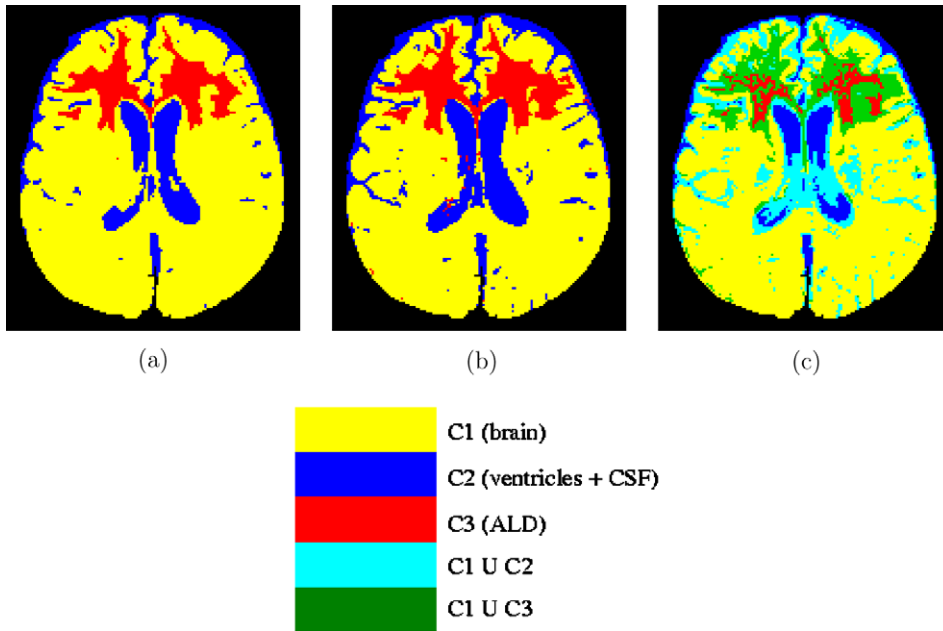 (a)
(b)
(c)
C1 (brain)
C2 (ventricles + CSF)
C3 (ALD)
C1 U C2
C1 U C3